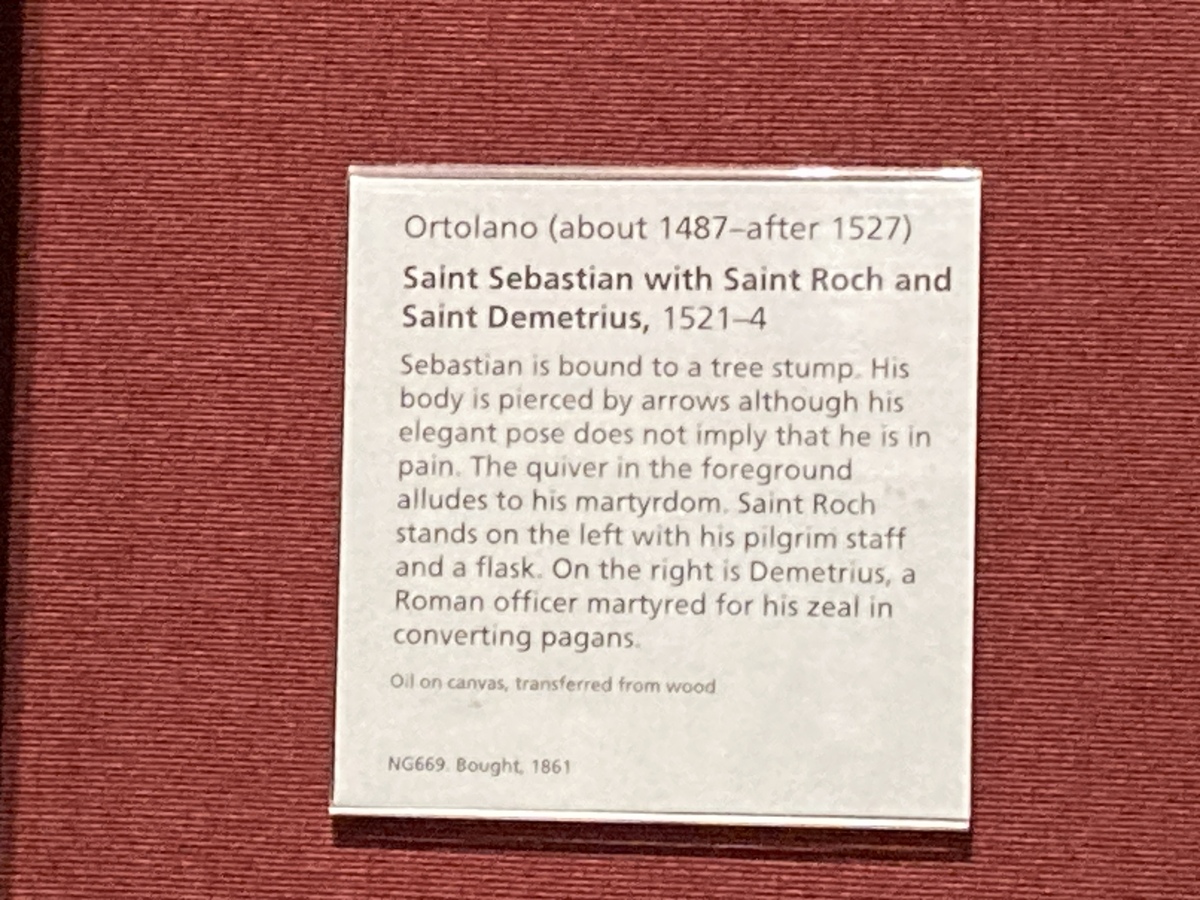 Ortolano (about 1487–after 1527)
Saint Sebastian with Saint Roch and
Saint Demetrius, 1521–4
Sebastian is bound to a tree stump. His
body is pierced by arrows although his
elegant pose does not imply that he is in
pain. The quiver in the foreground
alludes to his martyrdom. Saint Roch
stands on the left with his pilgrim staff
and a flask. On the right is Demetrius, a
Roman officer martyred for his zeal in
converting pagans.
Oil on canvas, transferred from wood
NG669. Bought, 1861